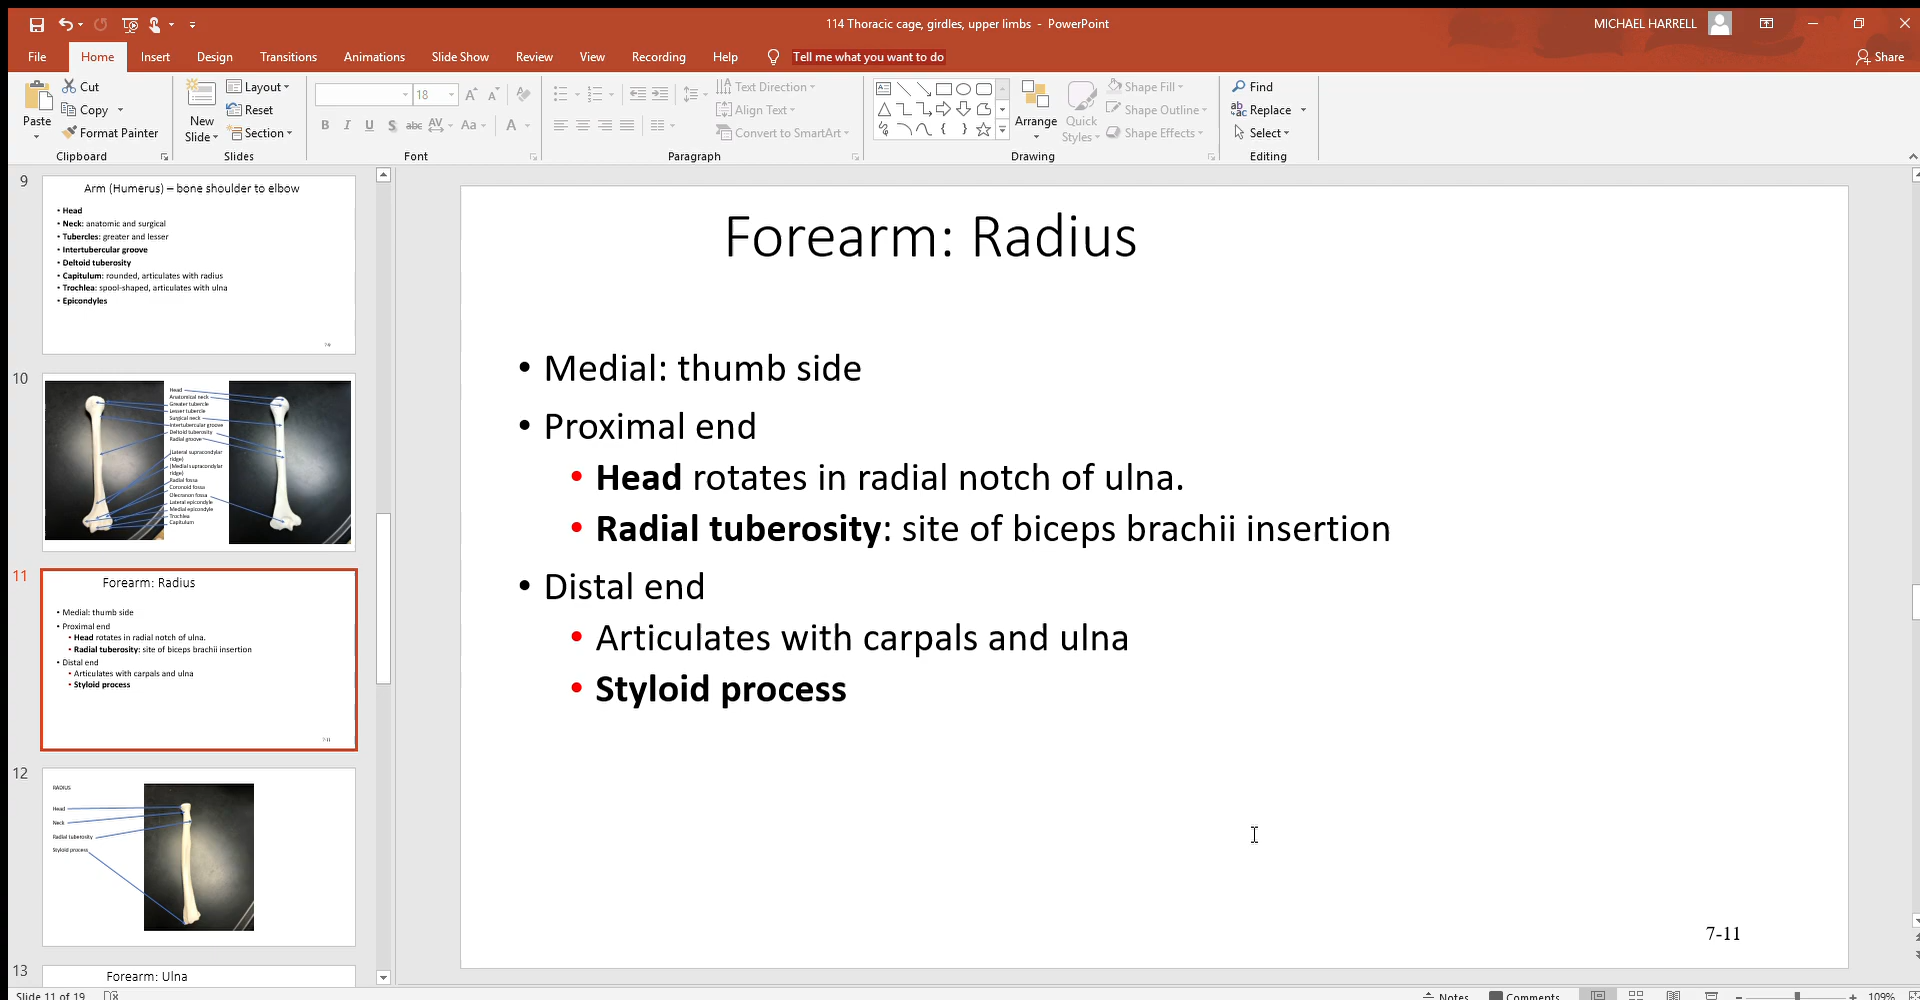 114 Thoracic cage, girdles, upper limbs - PowerPoint
MICHAEL HARRELL
File Home Insert Design Transitions Animations Slide Show Review View Recording Help Tell me what you want to do
Share
Paste
Cut
Copy
Format Painter
Clipboard
New Slide
Layout
Reset
Section
Slides
18
Font
Text Direction
Align Text
Convert to SmartArt
Paragraph
Arrange
Quick Styles
Shape Fill
Shape Outline
Shape Effects
Drawing
Find
Replace
Select
Editing
9
Arm (Humerus) – bone shoulder to elbow
• Head
• Neck: anatomic and surgical
• Tubercles: greater and lesser
• Intertubercular groove
• Deltoid tuberosity
• Capitulum: rounded, articulates with radius
• Trochlea: spool-shaped, articulates with ulna
• Epicondyles
10
Head
Anatomical neck
Greater tubercle
Lesser tubercle
Surgical neck
Intertubercular groove
Deltoid tuberosity
Radial groove
(Lateral supracondylar
ridge)
(Medial supracondylar
ridge)
Radial fossa
Coronoid fossa
Olecranon fossa
Lateral epicondyle
Medial epicondyle
Trochlea
Capitulum
11
Forearm: Radius
• Medial: thumb side
• Proximal end
• Head rotates in radial notch of ulna.
• Radial tuberosity: site of biceps brachii insertion
• Distal end
• Articulates with carpals and ulna
• Styloid process
7-11
12
RADIUS
Head
Neck
Radial tuberosity
Styloid process
13
Forearm: Ulna
Forearm: Radius
• Medial: thumb side
• Proximal end
• Head rotates in radial notch of ulna.
• Radial tuberosity: site of biceps brachii insertion
• Distal end
• Articulates with carpals and ulna
• Styloid process
7-11
Slide 11 of 19
Notes
Comments
109%